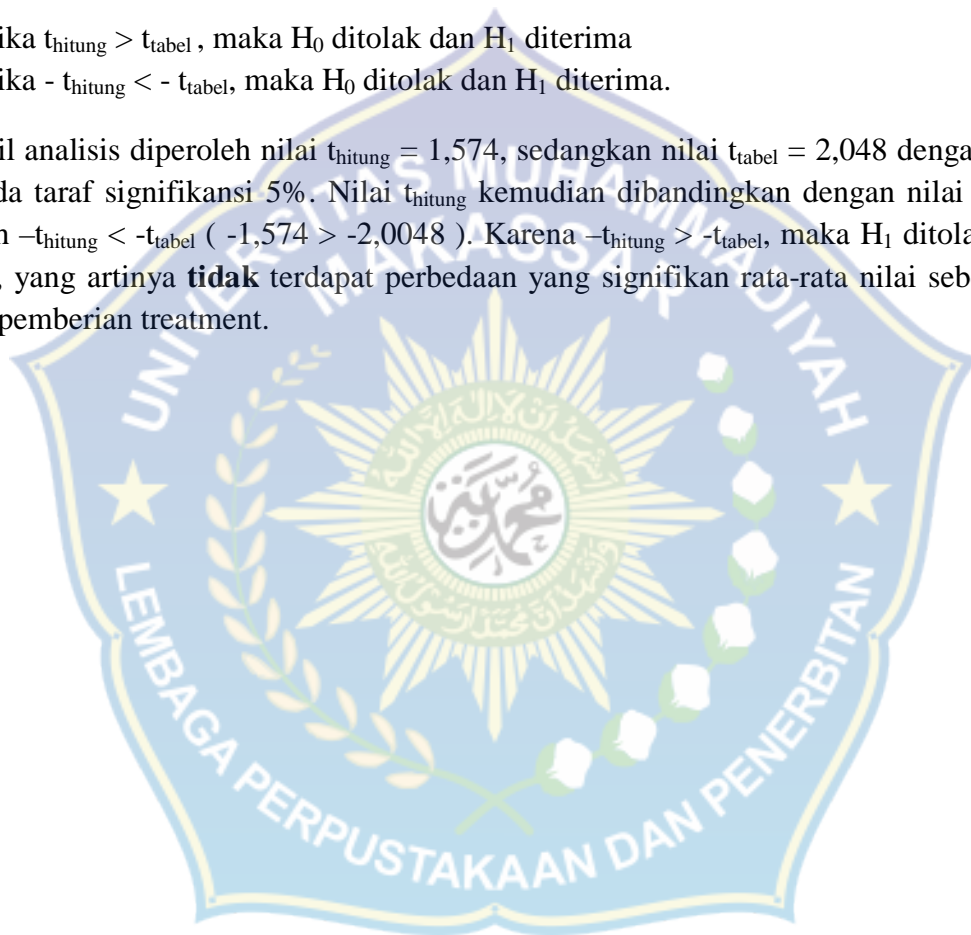 ika t_hitung > t_tabel , maka H₀ ditolak dan H₁ diterima
ika - t_hitung < - t_tabel, maka H₀ ditolak dan H₁ diterima.
il analisis diperoleh nilai t_hitung = 1,574, sedangkan nilai t_tabel = 2,048 denga
da taraf signifikansi 5%. Nilai t_hitung kemudian dibandingkan dengan nilai
n –t_hitung < -t_tabel ( -1,574 > -2,0048 ). Karena –t_hitung > -t_tabel, maka H₁ ditola
, yang artinya tidak terdapat perbedaan yang signifikan rata-rata nilai seb
pemberian treatment.
UNIVERSITAS MUHAMMADIYAH
MAKASSAR
محمدية
LEMBAGA PERPUSTAKAAN DAN PENERBITAN